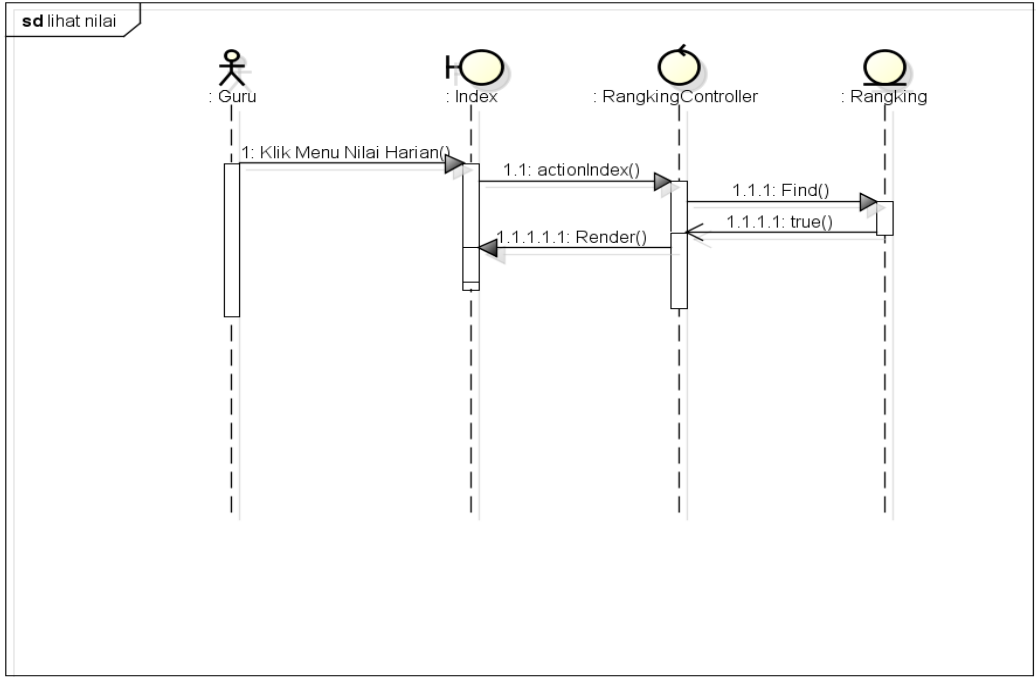 sd lihat nilai
: Guru
: Index
: RangkingController
: Rangking
1: Klik Menu Nilai Harian()
1.1: actionIndex()
1.1.1: Find()
1.1.1.1: true()
1.1.1.1.1: Render()